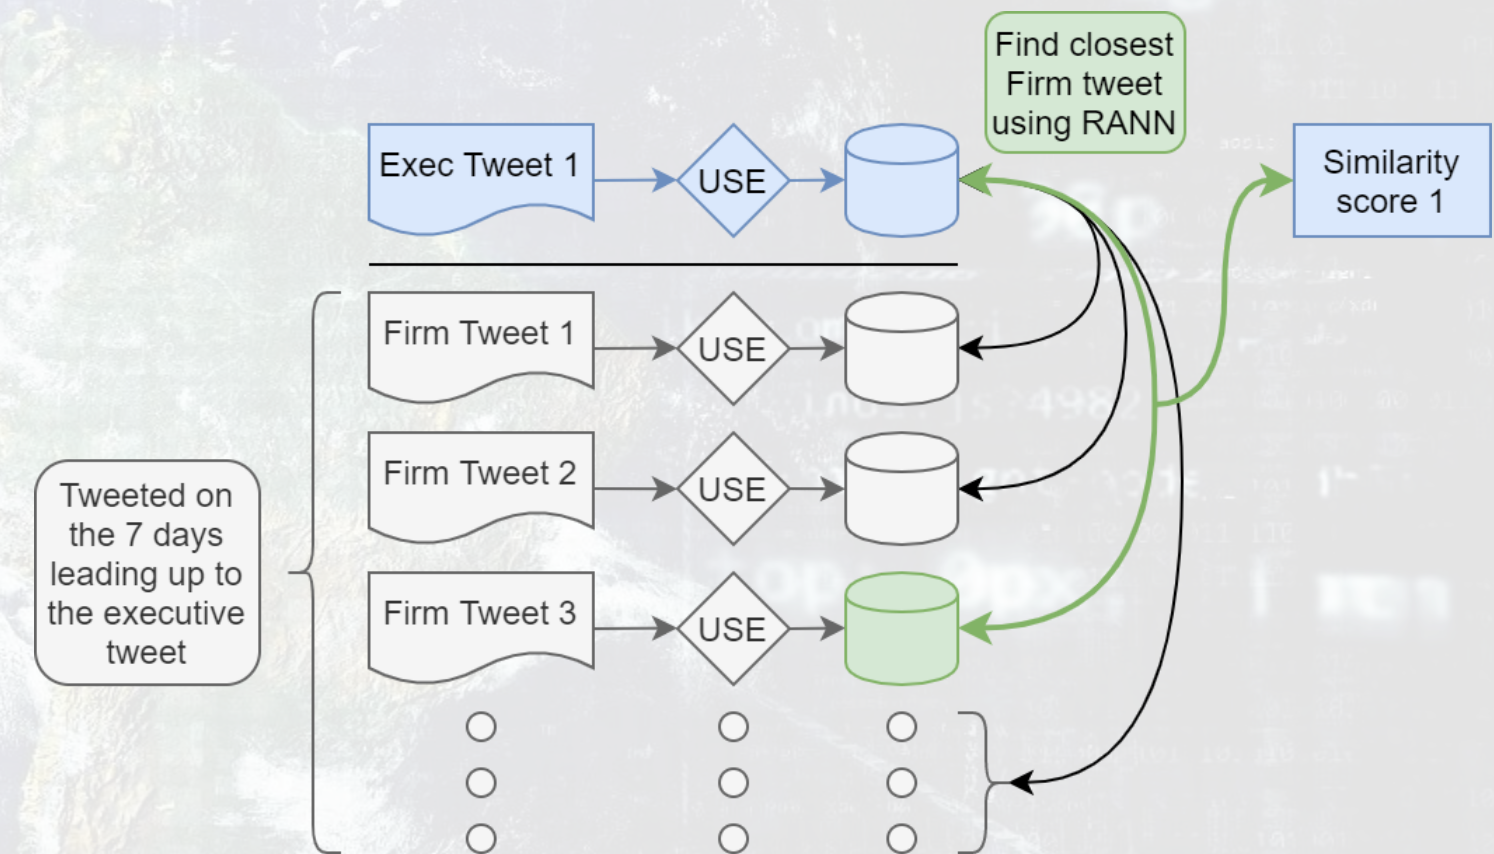 Find closest
Firm tweet
using RANN
Exec Tweet 1
USE
Similarity
score 1
Firm Tweet 1
USE
Firm Tweet 2
USE
Tweeted on
the 7 days
leading up to
the executive
tweet
Firm Tweet 3
USE